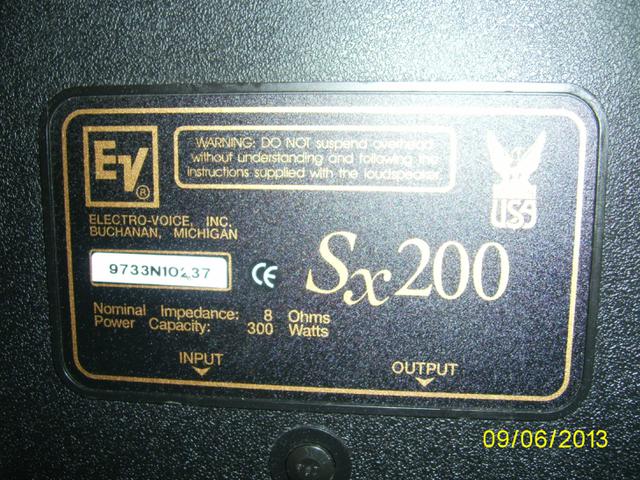 EV®
WARNING: DO NOT suspend overhead
without understanding and following the
instructions supplied with the loudspeaker.
USA
ELECTRO-VOICE, INC.
BUCHANAN, MICHIGAN
9733N10237
CE
Sx200
Nominal Impedance: 8 Ohms
Power Capacity: 300 Watts
INPUT
OUTPUT
09/06/2013